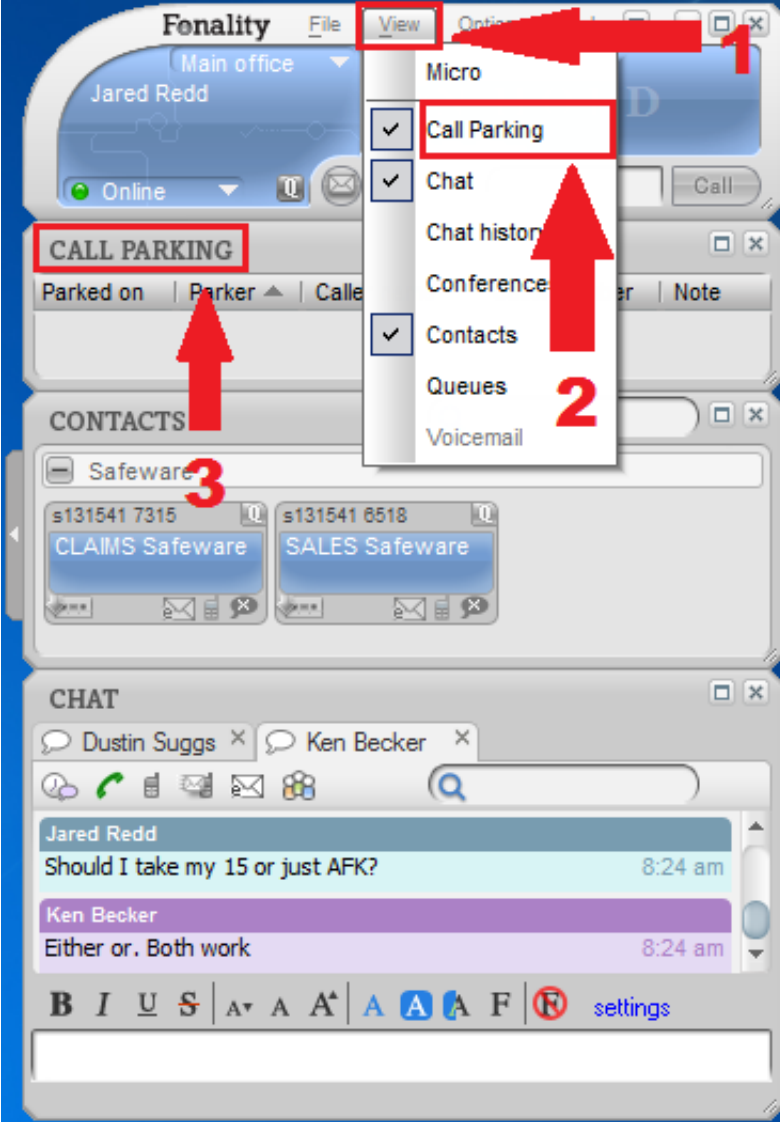 Fonality File View
1
Main office
Jared Redd
D
Online
Call
Micro
Call Parking
Chat
Chat history
Conferences
Contacts
Queues
Voicemail
2
CALL PARKING
Parked on Parker Note
3
CONTACTS
Safeware
s131541 7315 Q
CLAIMS Safeware
s131541 6518 Q
SALES Safeware
CHAT
Dustin Suggs
Ken Becker
Jared Redd
Should I take my 15 or just AFK? 8:24 am
Ken Becker
Either or. Both work 8:24 am
B I U S A A A A A A F F settings